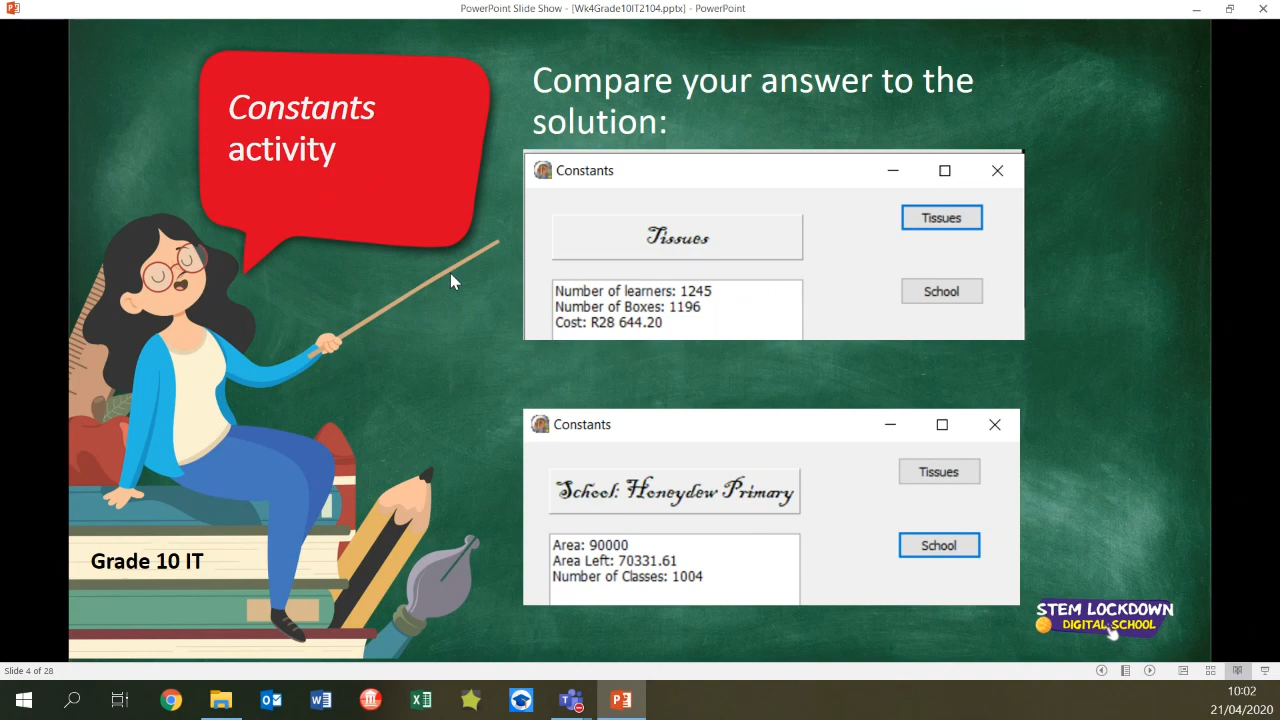 PowerPoint Slide Show - [Wk4Grade10IT2104.pptx] - PowerPoint
Constants
activity
Compare your answer to the
solution:
Constants
Tissues
Tissues
Number of learners: 1245
Number of Boxes: 1196
Cost: R28 644.20
School
Constants
School: Honeydew Primary
Tissues
Area: 90000
Area Left: 70331.61
Number of Classes: 1004
School
Grade 10 IT
STEM LOCKDOWN
DIGITAL SCHOOL
Slide 4 of 28
10:02
21/04/2020